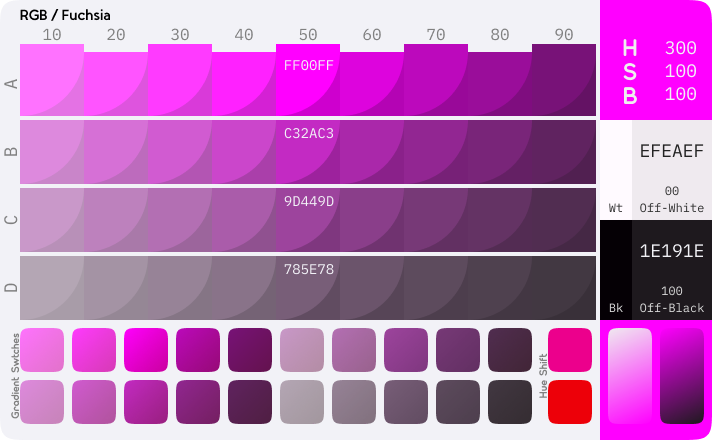 RGB / Fuchsia
10 20 30 40 50 60 70 80 90
A
FF00FF
B
C32AC3
C
9D449D
D
785E78
Gradient Swtches
Hue Shift
H 300
S 100
B 100
EFEAEF
00
Wt Off-White
1E191E
100
Bk Off-Black